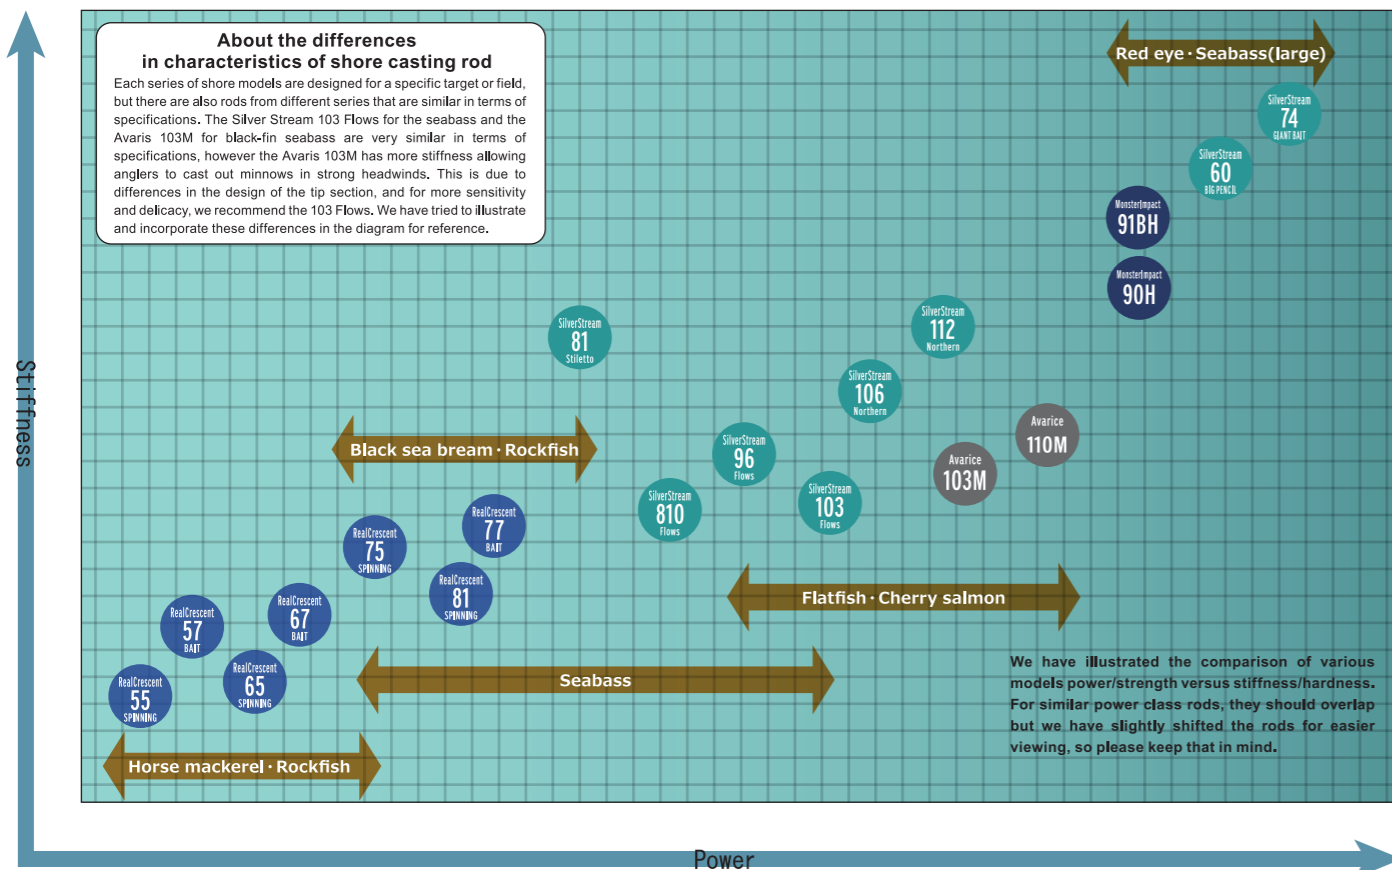 About the differences
in characteristics of shore casting rod
Each series of shore models are designed for a specific target or field,
but there are also rods from different series that are similar in terms of
specifications. The Silver Stream 103 Flows for the seabass and the
Avaris 103M for black-fin seabass are very similar in terms of
specifications, however the Avaris 103M has more stiffness allowing
anglers to cast out minnows in strong headwinds. This is due to
differences in the design of the tip section, and for more sensitivity
and delicacy, we recommend the 103 Flows. We have tried to illustrate
and incorporate these differences in the diagram for reference.
Red eye・Seabass(large)
SilverStream
74
GIANT BAIT
SilverStream
60
BIG PENCIL
MonsterImpact
91BH
MonsterImpact
90H
SilverStream
112
Northern
SilverStream
81
Stiletto
SilverStream
106
Northern
Avarice
110M
Avarice
103M
Stiffness
Black sea bream・Rockfish
SilverStream
96
Flows
SilverStream
810
Flows
SilverStream
103
Flows
RealCrescent
77
BAIT
RealCrescent
75
SPINNING
RealCrescent
81
SPINNING
Flatfish・Cherry salmon
RealCrescent
67
BAIT
RealCrescent
57
BAIT
RealCrescent
65
SPINNING
RealCrescent
55
SPINNING
Seabass
We have illustrated the comparison of various
models power/strength versus stiffness/hardness.
For similar power class rods, they should overlap
but we have slightly shifted the rods for easier
viewing, so please keep that in mind.
Horse mackerel・Rockfish
Power